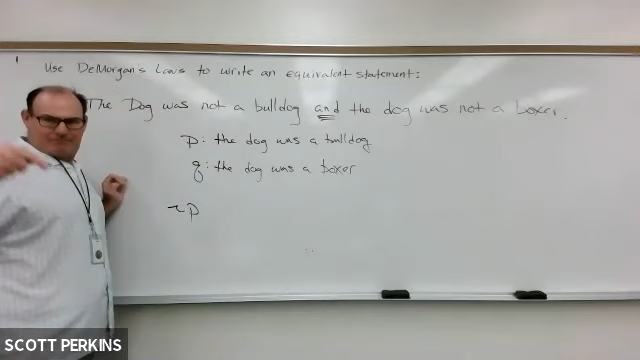 Use DeMorgan's Laws to write an equivalent statement:
The Dog was not a bulldog and the dog was not a boxer.
p: the dog was a bulldog
q: the dog was a boxer
~p
SCOTT PERKINS